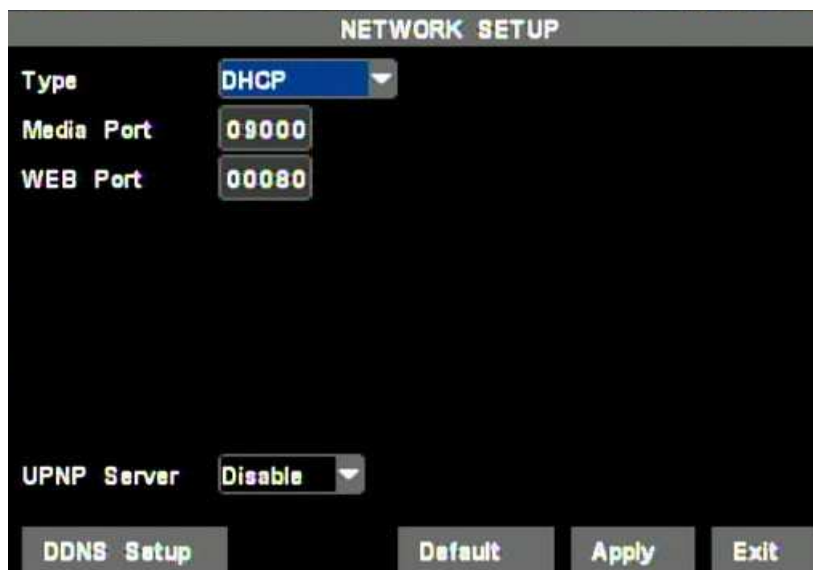 NETWORK SETUP
Type DHCP
Media Port 09000
WEB Port 00080
UPNP Server Disable
DDNS Setup Default Apply Exit